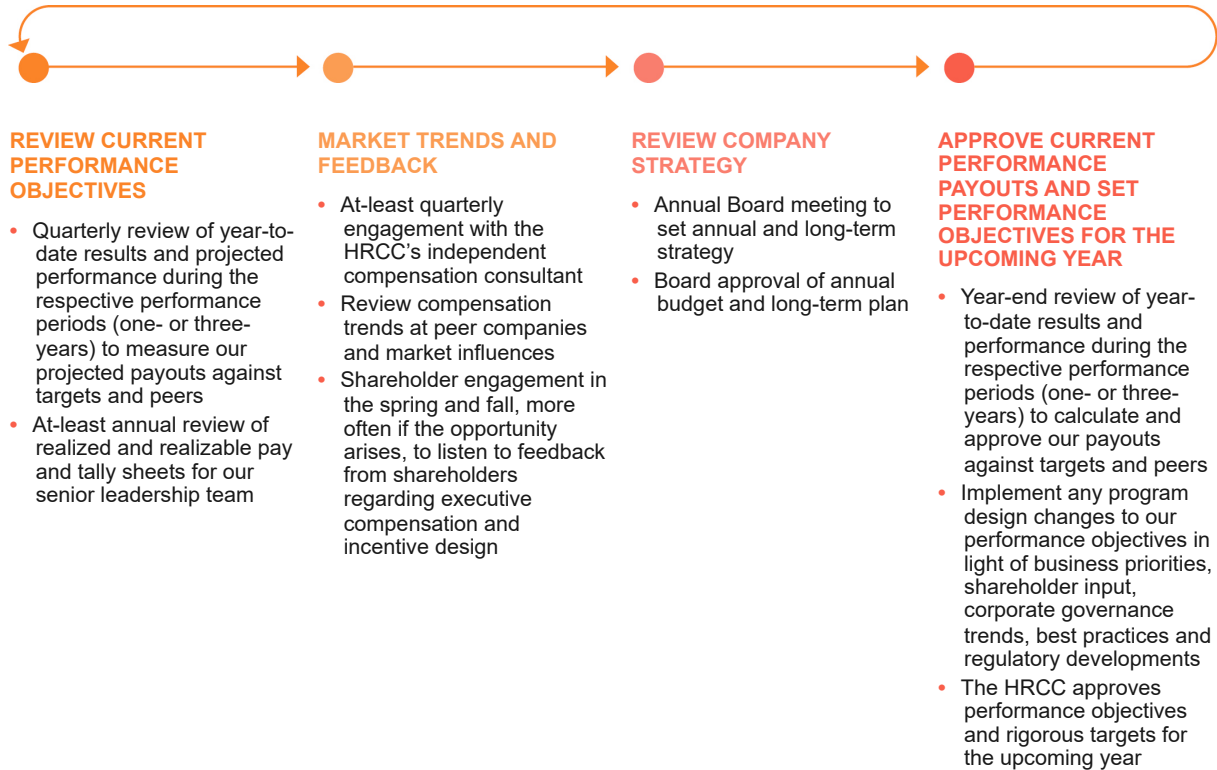 REVIEW CURRENT
PERFORMANCE
OBJECTIVES
• Quarterly review of year-to-
date results and projected
performance during the
respective performance
periods (one- or three-
years) to measure our
projected payouts against
targets and peers
• At-least annual review of
realized and realizable pay
and tally sheets for our
senior leadership team
MARKET TRENDS AND
FEEDBACK
• At-least quarterly
engagement with the
HRCC's independent
compensation consultant
• Review compensation
trends at peer companies
and market influences
• Shareholder engagement in
the spring and fall, more
often if the opportunity
arises, to listen to feedback
from shareholders
regarding executive
compensation and
incentive design
REVIEW COMPANY
STRATEGY
• Annual Board meeting to
set annual and long-term
strategy
• Board approval of annual
budget and long-term plan
APPROVE CURRENT
PERFORMANCE
PAYOUTS AND SET
PERFORMANCE
OBJECTIVES FOR THE
UPCOMING YEAR
• Year-end review of year-
to-date results and
performance during the
respective performance
periods (one- or three-
years) to calculate and
approve our payouts
against targets and peers
• Implement any program
design changes to our
performance objectives in
light of business priorities,
shareholder input,
corporate governance
trends, best practices and
regulatory developments
• The HRCC approves
performance objectives
and rigorous targets for
the upcoming year